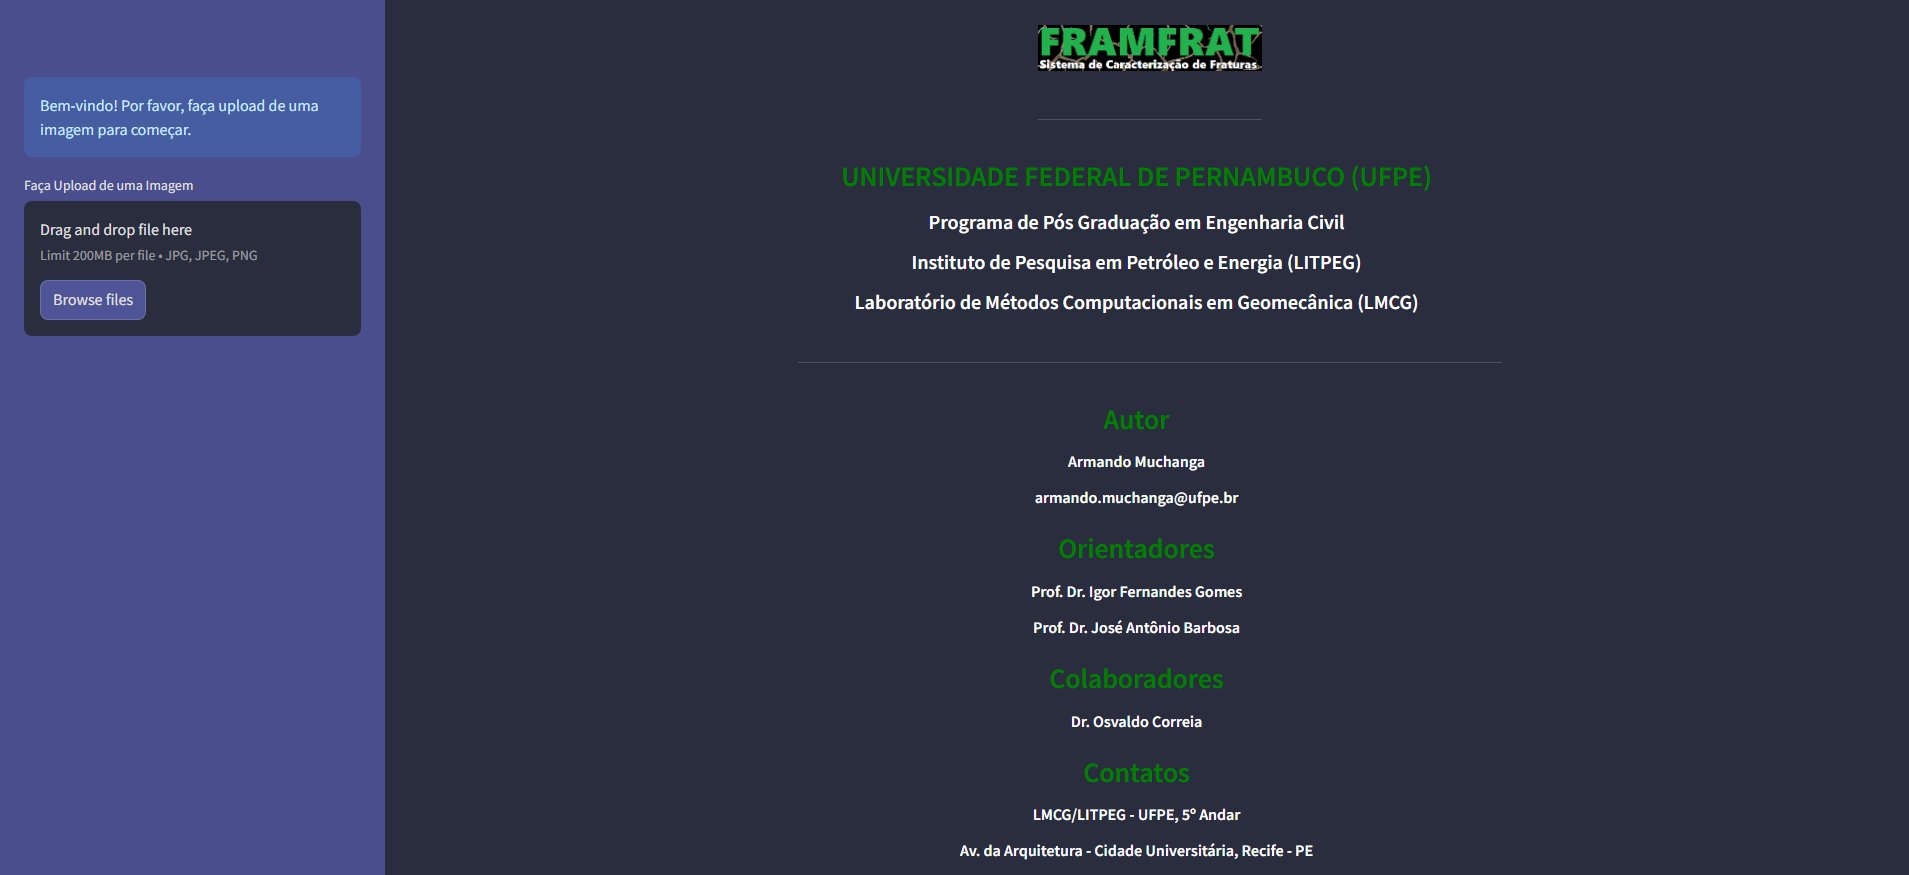 Bem-vindo! Por favor, faça upload de uma
imagem para começar.
Faça Upload de uma Imagem
Drag and drop file here
Limit 200MB per file • JPG, JPEG, PNG
Browse files
FRAMFRAT
Sistema de Caracterização de Fraturas
UNIVERSIDADE FEDERAL DE PERNAMBUCO (UFPE)
Programa de Pós Graduação em Engenharia Civil
Instituto de Pesquisa em Petróleo e Energia (LITPEG)
Laboratório de Métodos Computacionais em Geomecânica (LMCG)
Autor
Armando Muchanga
armando.muchanga@ufpe.br
Orientadores
Prof. Dr. Igor Fernandes Gomes
Prof. Dr. José Antônio Barbosa
Colaboradores
Dr. Osvaldo Correia
Contatos
LMCG/LITPEG - UFPE, 5º Andar
Av. da Arquitetura - Cidade Universitária, Recife - PE